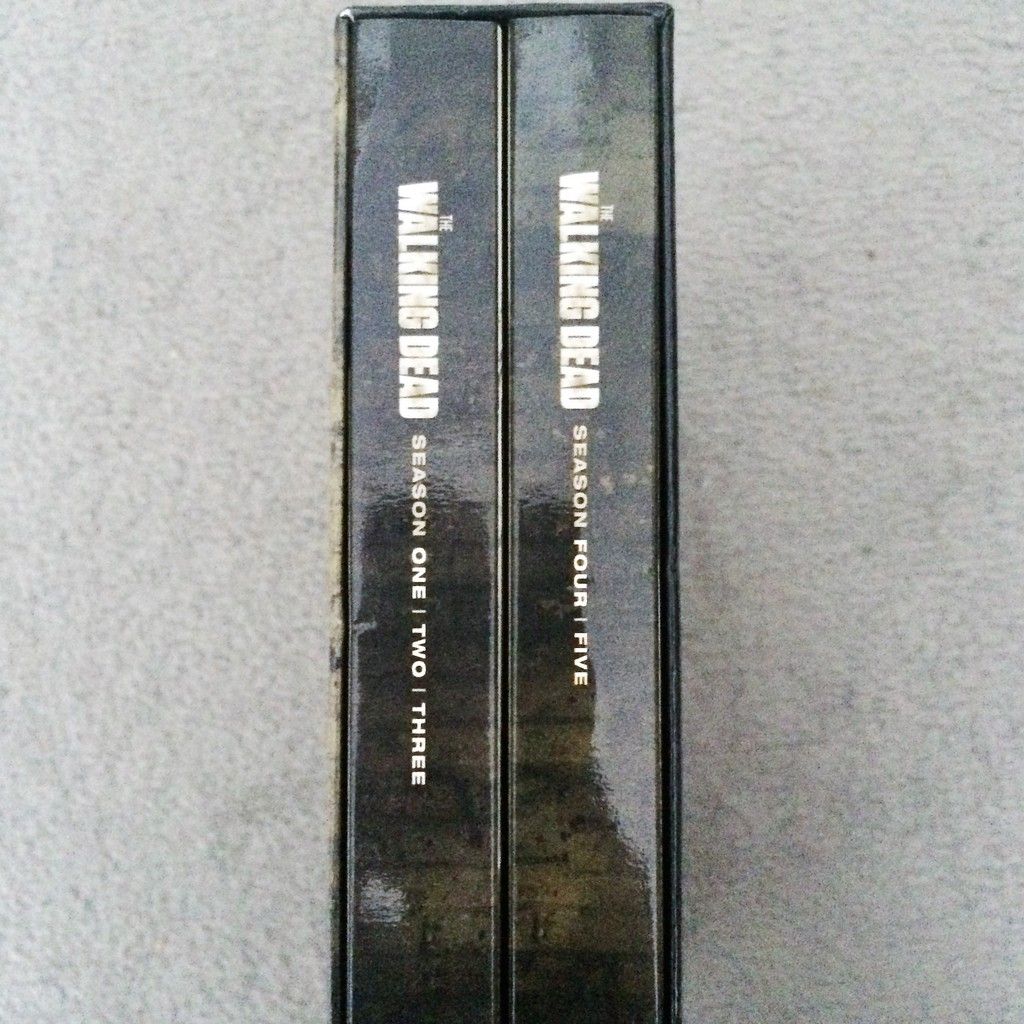 THE
WALKING DEAD
SEASON ONE | TWO | THREE
THE
WALKING DEAD
SEASON FOUR | FIVE